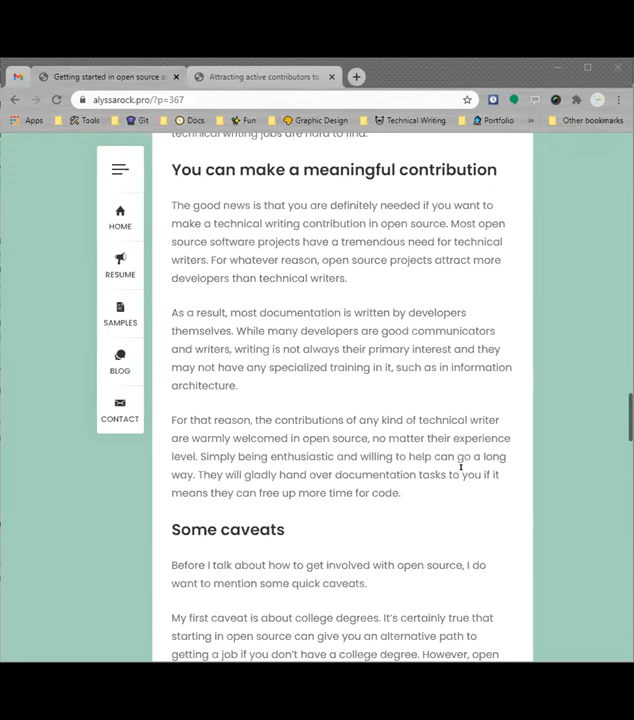 Getting started in open source a
Attracting active contributors to
alyssarock.pro/?p=367
Apps
Tools
Git
Docs
Fun
Graphic Design
Technical Writing
Portfolio
»
Other bookmarks
HOME
RESUME
SAMPLES
BLOG
CONTACT
technical writing jobs are hard to find.
You can make a meaningful contribution
The good news is that you are definitely needed if you want to
make a technical writing contribution in open source. Most open
source software projects have a tremendous need for technical
writers. For whatever reason, open source projects attract more
developers than technical writers.
As a result, most documentation is written by developers
themselves. While many developers are good communicators
and writers, writing is not always their primary interest and they
may not have any specialized training in it, such as in information
architecture.
For that reason, the contributions of any kind of technical writer
are warmly welcomed in open source, no matter their experience
level. Simply being enthusiastic and willing to help can go a long
way. They will gladly hand over documentation tasks to you if it
means they can free up more time for code.
Some caveats
Before I talk about how to get involved with open source, I do
want to mention some quick caveats.
My first caveat is about college degrees. It's certainly true that
starting in open source can give you an alternative path to
getting a job if you don't have a college degree. However, open